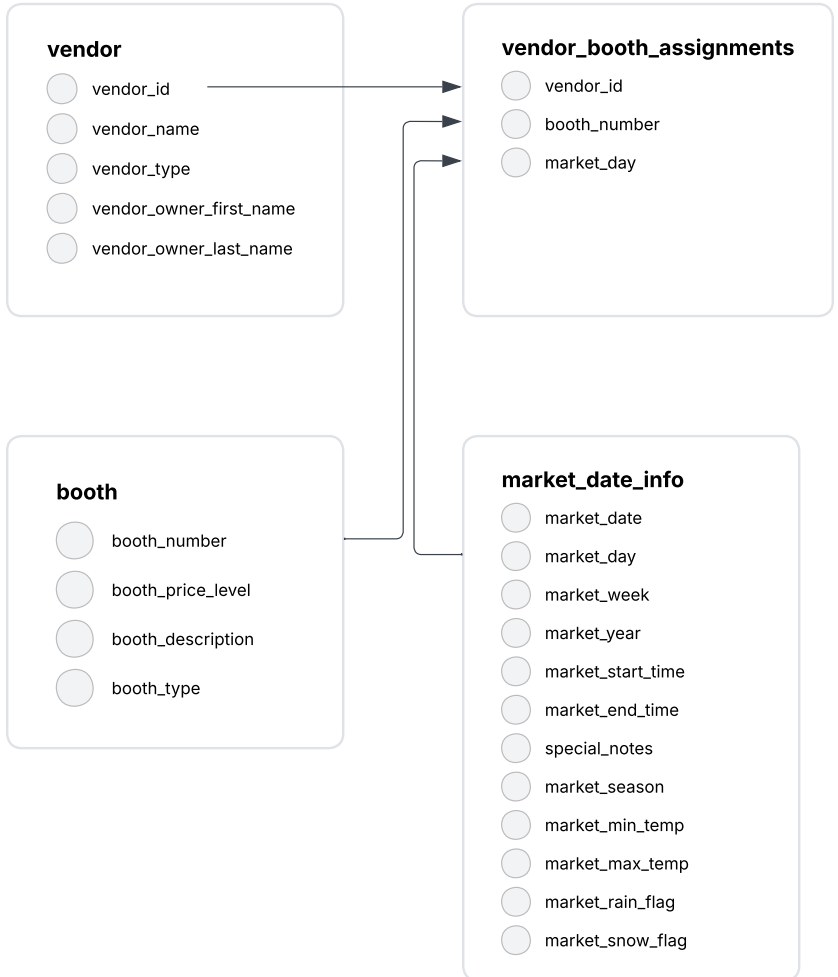 vendor
vendor_id
vendor_name
vendor_type
vendor_owner_first_name
vendor_owner_last_name
vendor_booth_assignments
vendor_id
booth_number
market_day
booth
booth_number
booth_price_level
booth_description
booth_type
market_date_info
market_date
market_day
market_week
market_year
market_start_time
market_end_time
special_notes
market_season
market_min_temp
market_max_temp
market_rain_flag
market_snow_flag